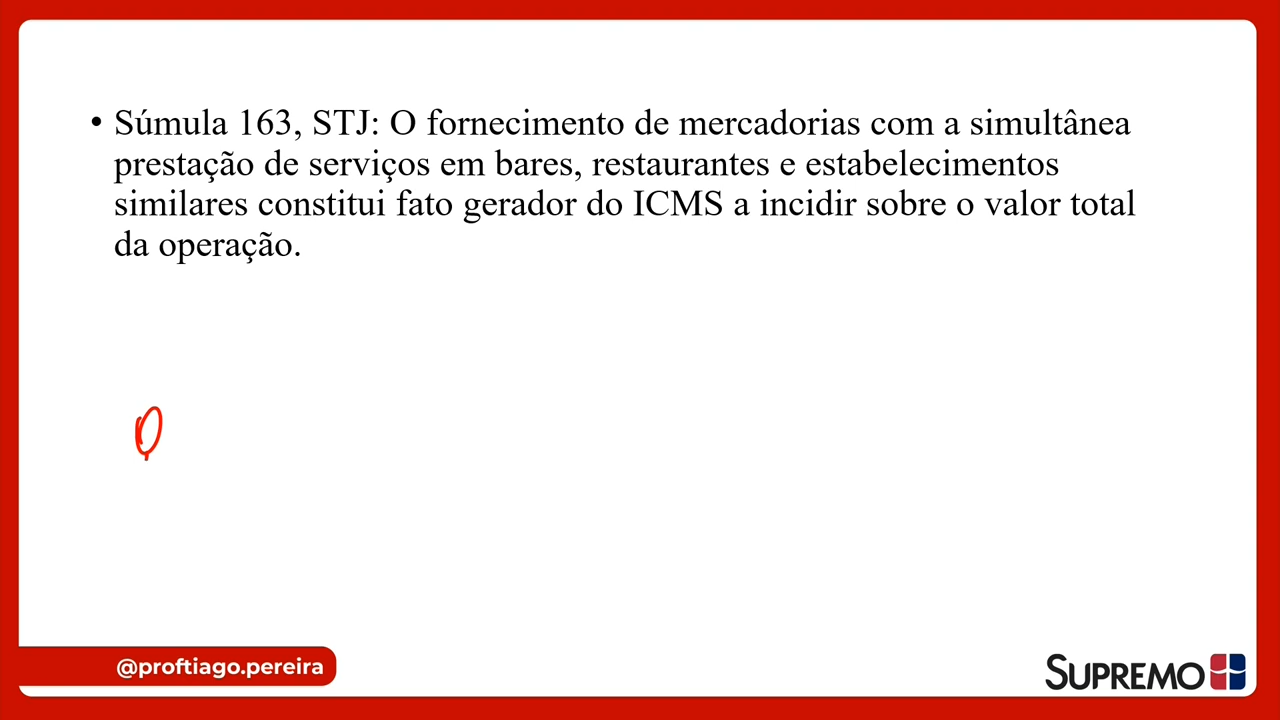 • Súmula 163, STJ: O fornecimento de mercadorias com a simultânea
prestação de serviços em bares, restaurantes e estabelecimentos
similares constitui fato gerador do ICMS a incidir sobre o valor total
da operação.
@proftiago.pereira
SUPREMO